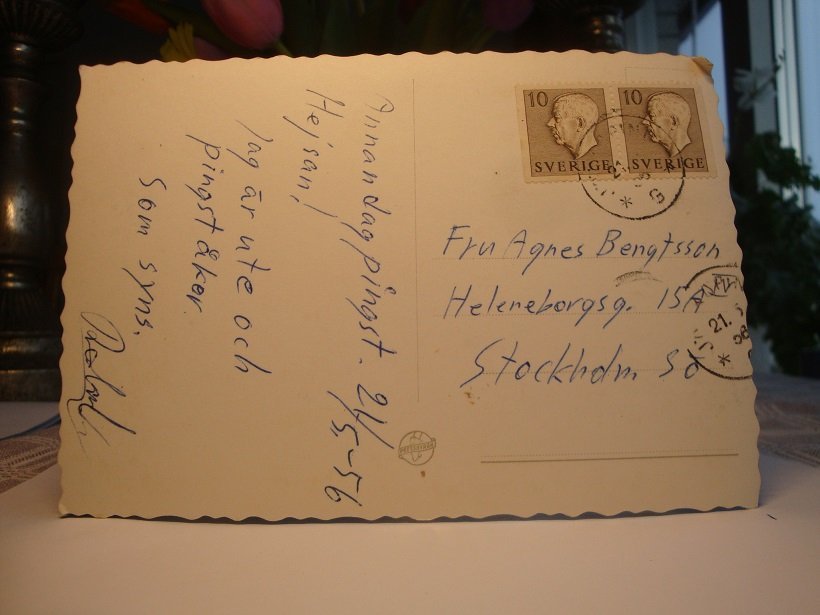 Annandag pingst. 21/5-56
Hejsan!
Jag är ute och
pingståker.
Som syns.
10
SVERIGE
10
SVERIGE
Fru Agnes Bengtsson
Heleneborgsg. 15A
Stockholm Sö
21.